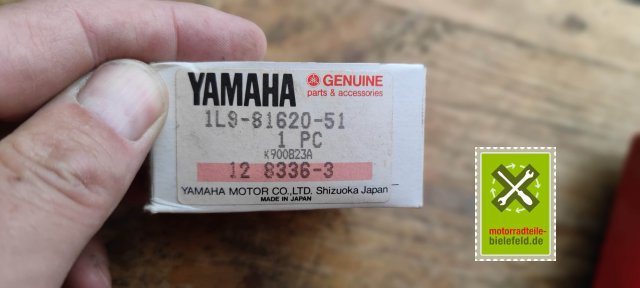 YAMAHA
GENUINE
parts & accessories
1L9-81620-51
1 PC
K900823A
12 8336-3
YAMAHA MOTOR CO.,LTD. Shizuoka Japan
MADE IN JAPAN
motorradteile-
bielefeld.de